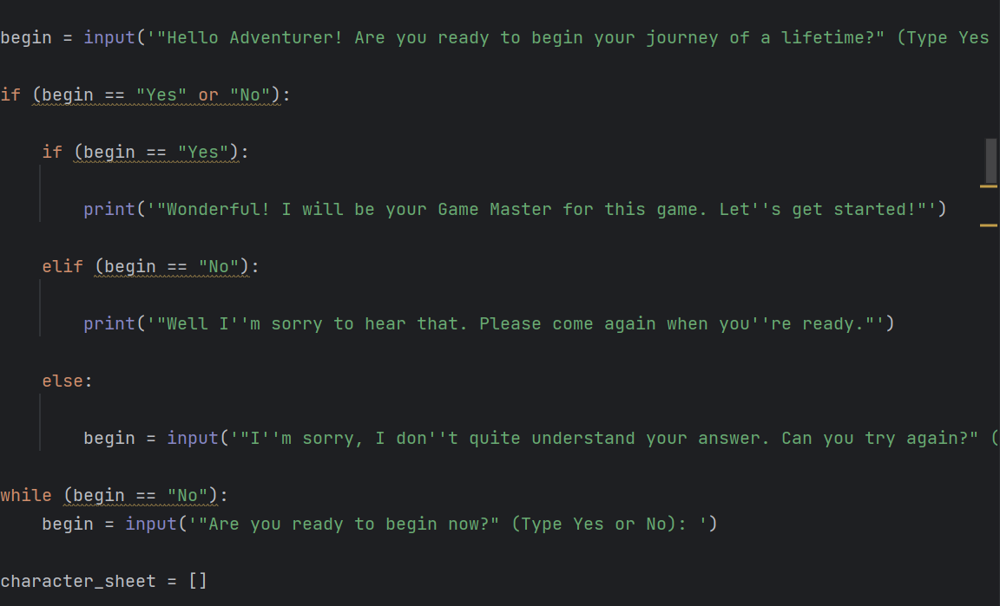 begin = input('"Hello Adventurer! Are you ready to begin your journey of a lifetime?" (Type Yes
if (begin == "Yes" or "No"):
if (begin == "Yes"):
print('"Wonderful! I will be your Game Master for this game. Let''s get started!"')
elif (begin == "No"):
print('"Well I''m sorry to hear that. Please come again when you''re ready."')
else:
begin = input('"I''m sorry, I don''t quite understand your answer. Can you try again?" (
while (begin == "No"):
begin = input('"Are you ready to begin now?" (Type Yes or No): ')
character_sheet = []